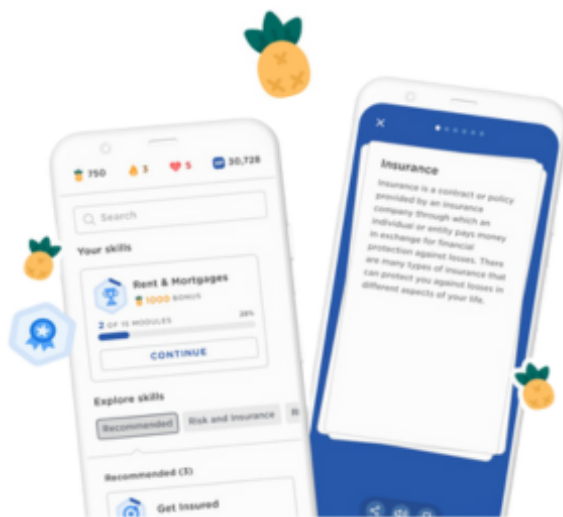 750 3 5 XP 30,728
Search
Your skills
Rent & Mortgages
1000 BONUS
2 OF 15 MODULES 28%
CONTINUE
Explore skills
Recommended Risk and Insurance
Recommended (3)
Get Insured
Insurance
Insurance is a contract or policy
provided by an insurance
company through which an
individual or entity pays money
in exchange for financial
protection against losses. There
are many types of insurance that
can protect you against losses in
different aspects of your life.